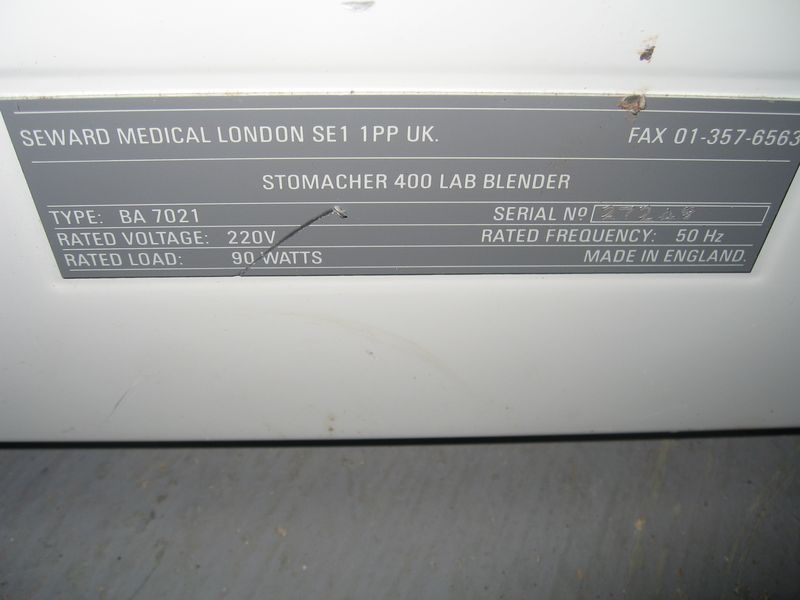 SEWARD MEDICAL LONDON SE1 1PP UK. FAX 01-357-6563
STOMACHER 400 LAB BLENDER
TYPE: BA 7021 SERIAL Nº
RATED VOLTAGE: 220V RATED FREQUENCY: 50 Hz
RATED LOAD: 90 WATTS MADE IN ENGLAND.